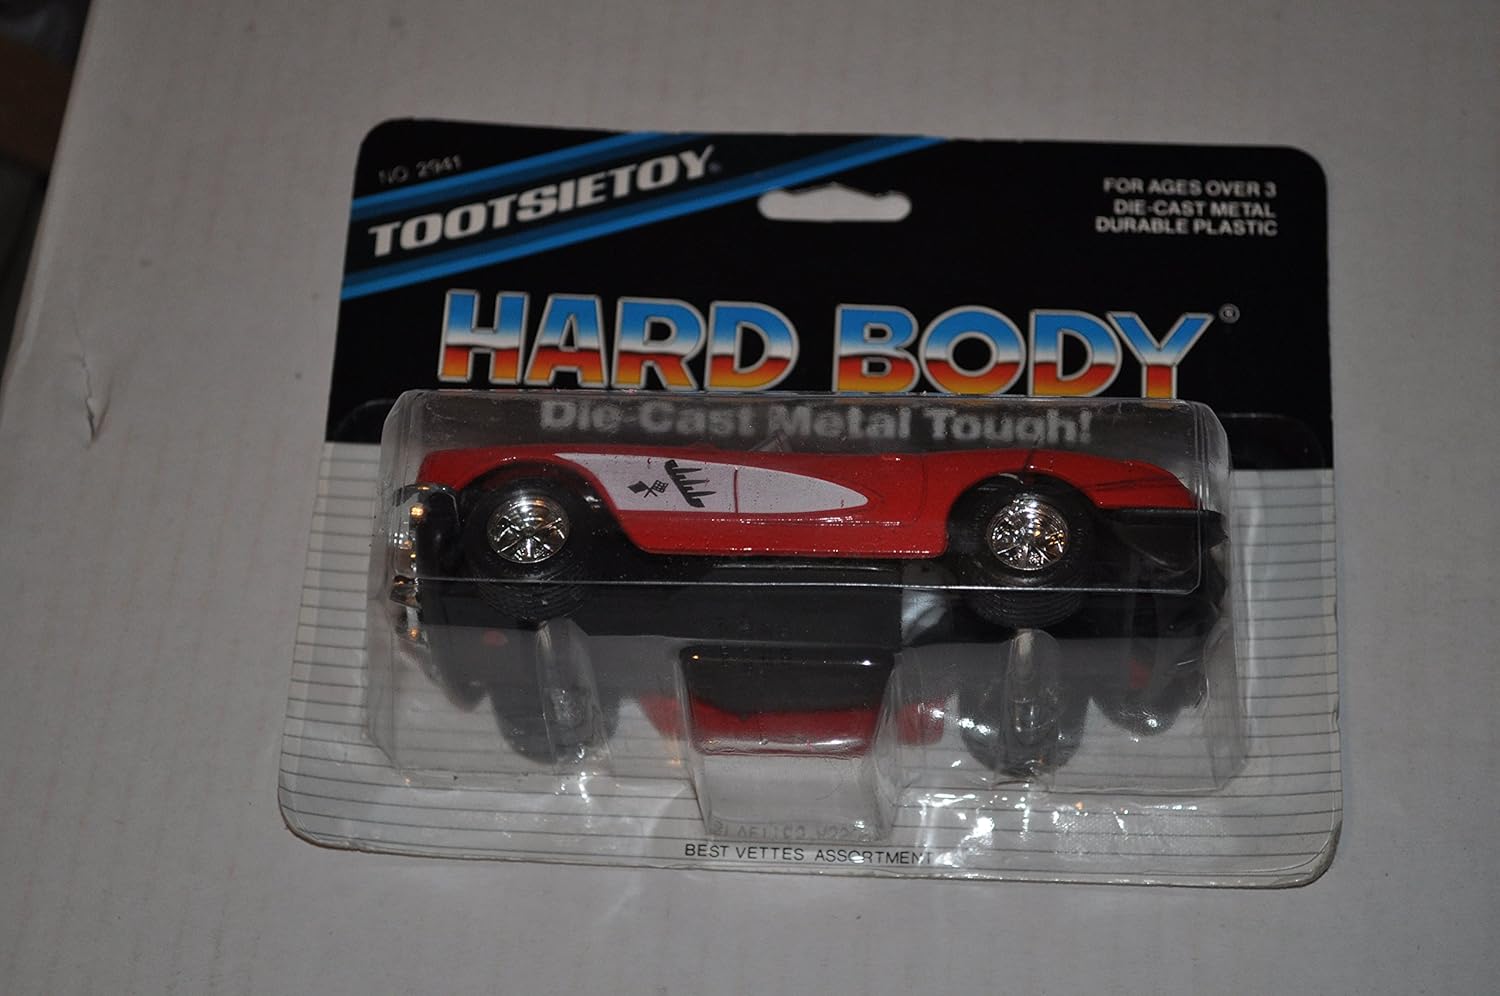 NO 2941
TOOTSIETOY®
FOR AGES OVER 3
DIE-CAST METAL
DURABLE PLASTIC
HARD BODY®
Die-Cast Metal Tough!
BEST VETTES ASSORTMENT